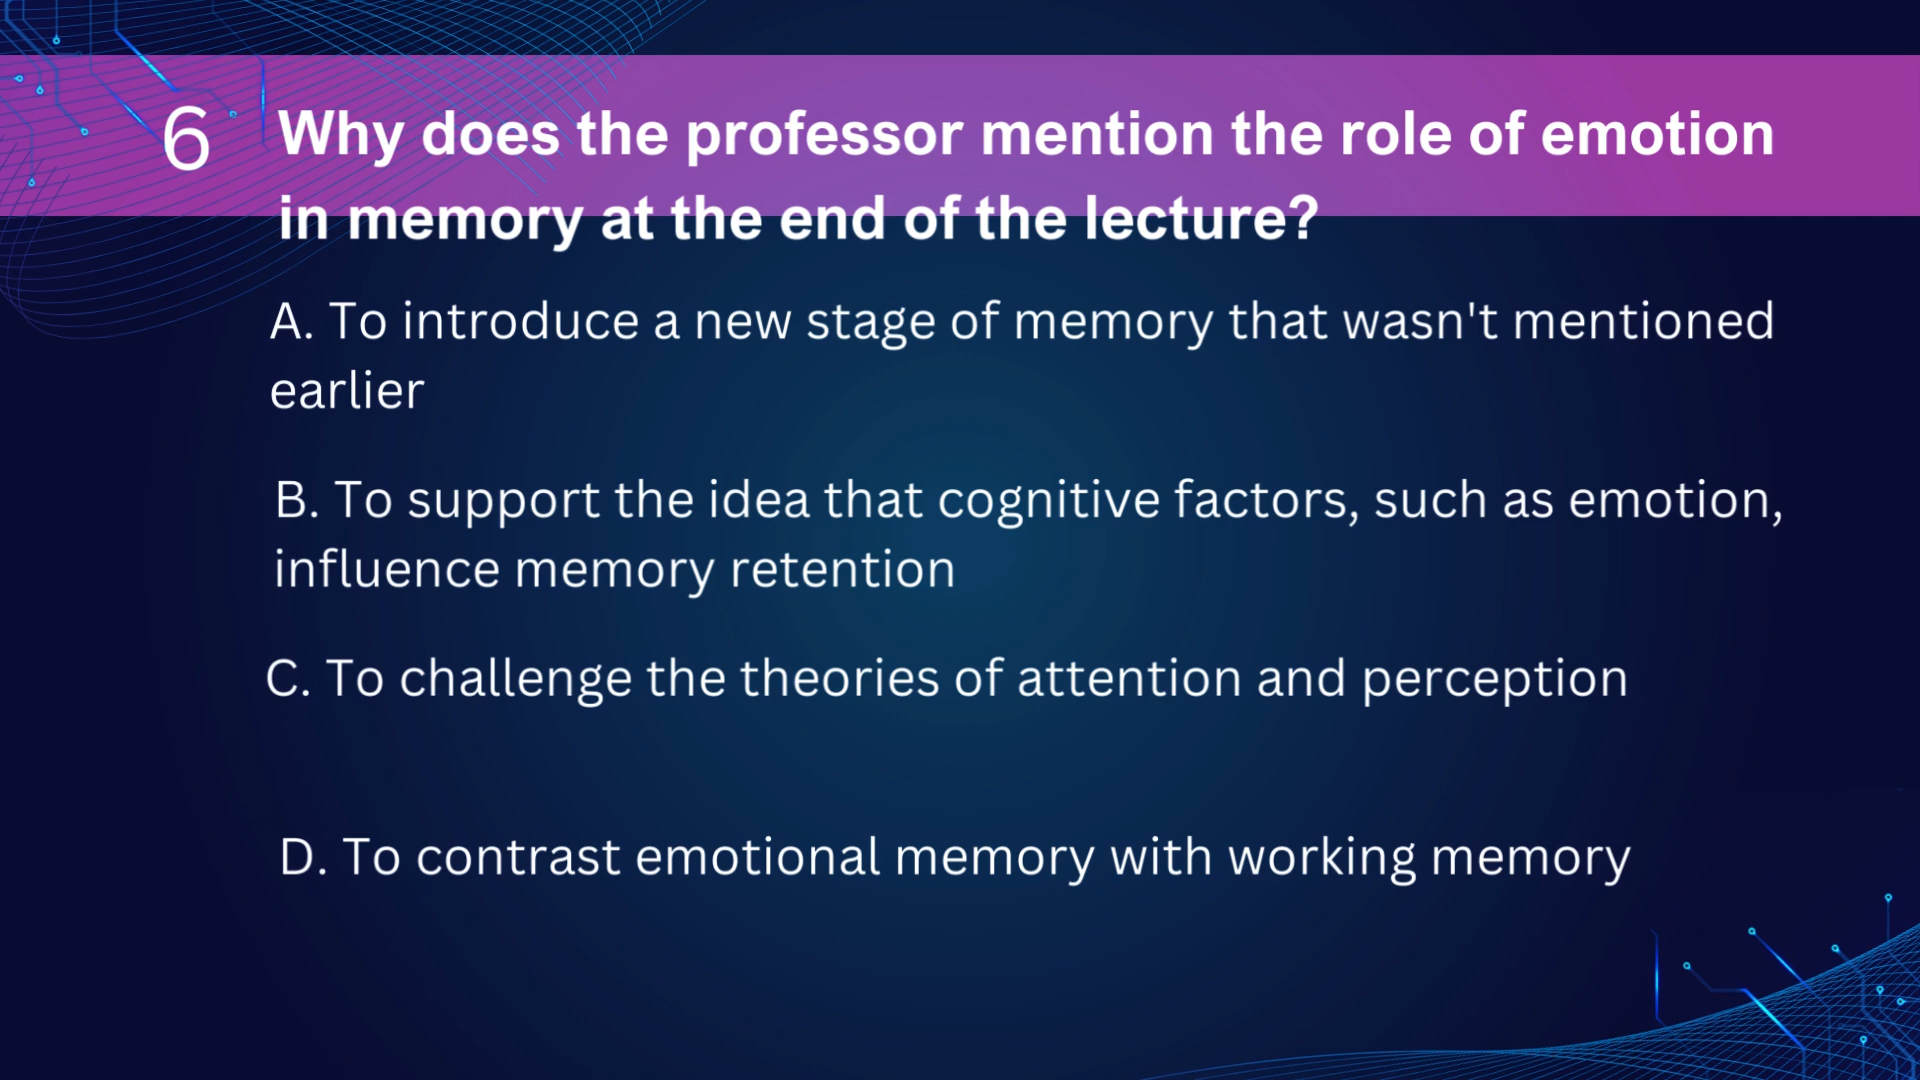 6 Why does the professor mention the role of emotion
in memory at the end of the lecture?
A. To introduce a new stage of memory that wasn't mentioned
earlier
B. To support the idea that cognitive factors, such as emotion,
influence memory retention
C. To challenge the theories of attention and perception
D. To contrast emotional memory with working memory